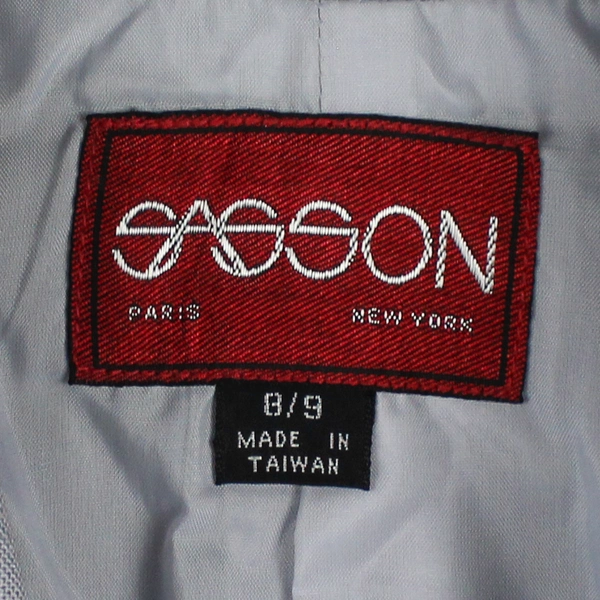 SASSON
PARIS NEW YORK
8/9
MADE IN
TAIWAN